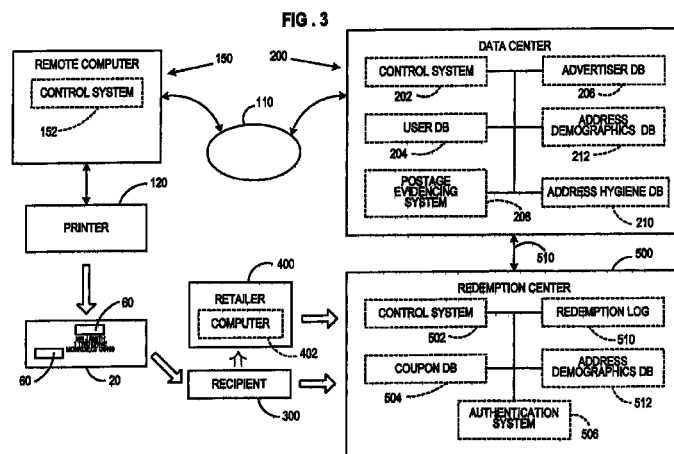 FIG. 3
REMOTE COMPUTER
CONTROL SYSTEM
152
150
200
110
DATA CENTER
CONTROL SYSTEM
202
ADVERTISER DB
206
USER DB
204
ADDRESS
DEMOGRAPHICS DB
212
POSTAGE
EVIDENCING
SYSTEM
208
ADDRESS HYGIENE DB
210
120
PRINTER
510
500
400
RETAILER
COMPUTER
402
60
60
20
RECIPIENT
300
REDEMPTION CENTER
CONTROL SYSTEM
502
REDEMPTION LOG
510
COUPON DB
504
ADDRESS
DEMOGRAPHICS DB
512
AUTHENTICATION
SYSTEM
506